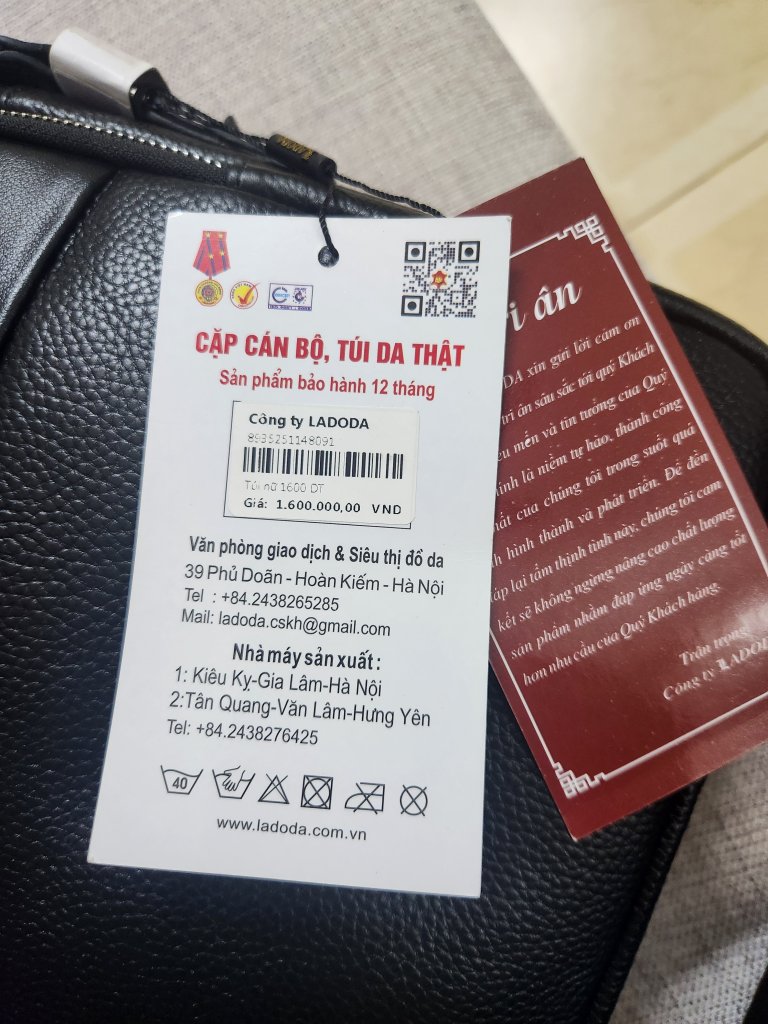 CẶP CÁN BỘ, TÚI DA THẬT
Sản phẩm bảo hành 12 tháng
Công ty LADODA
8935251148091
Túi nữ 1600 DT
Giá: 1.600.000,00 VND
Văn phòng giao dịch & Siêu thị đồ da
39 Phủ Doãn - Hoàn Kiếm - Hà Nội
Tel : +84.2438265285
Mail: ladoda.cskh@gmail.com
Nhà máy sản xuất :
1: Kiêu Kỵ-Gia Lâm-Hà Nội
2:Tân Quang-Văn Lâm-Hưng Yên
Tel: +84.2438276425
40
www.ladoda.com.vn
ri ân
DA xin gửi lời cám ơn
tri ân sâu sắc tới quý Khách
mến và tin tưởng của Quý
là niềm tự hào, thành công
của chúng tôi trong suốt quá
hình thành và phát triển. Để đền
đáp lại tấm thịnh tình này, chúng tôi cam
kết sẽ không ngừng nâng cao chất lượng
sản phẩm nhằm đáp ứng ngày càng tốt
hơn nhu cầu của Quý Khách hàng.
Trân trọng
Công ty LADODA